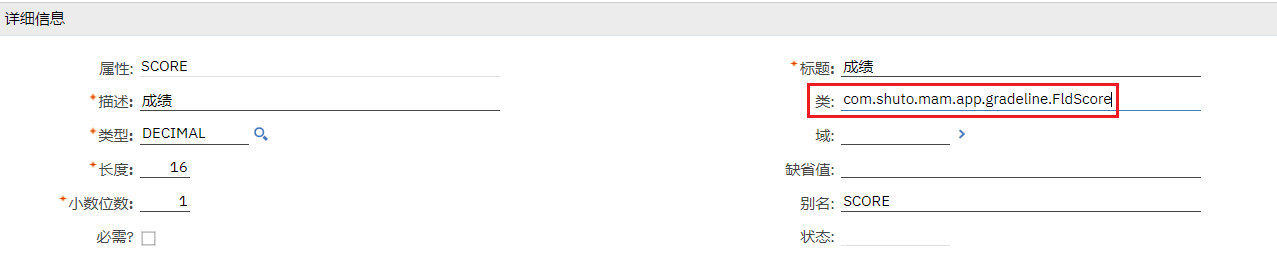 详细信息
属性: SCORE
标题: 成绩
描述: 成绩
类: com.shuto.mam.app.gradeline.FldScore
类型: DECIMAL
域:
长度: 16
缺省值:
小数位数: 1
别名: SCORE
必需?
状态: